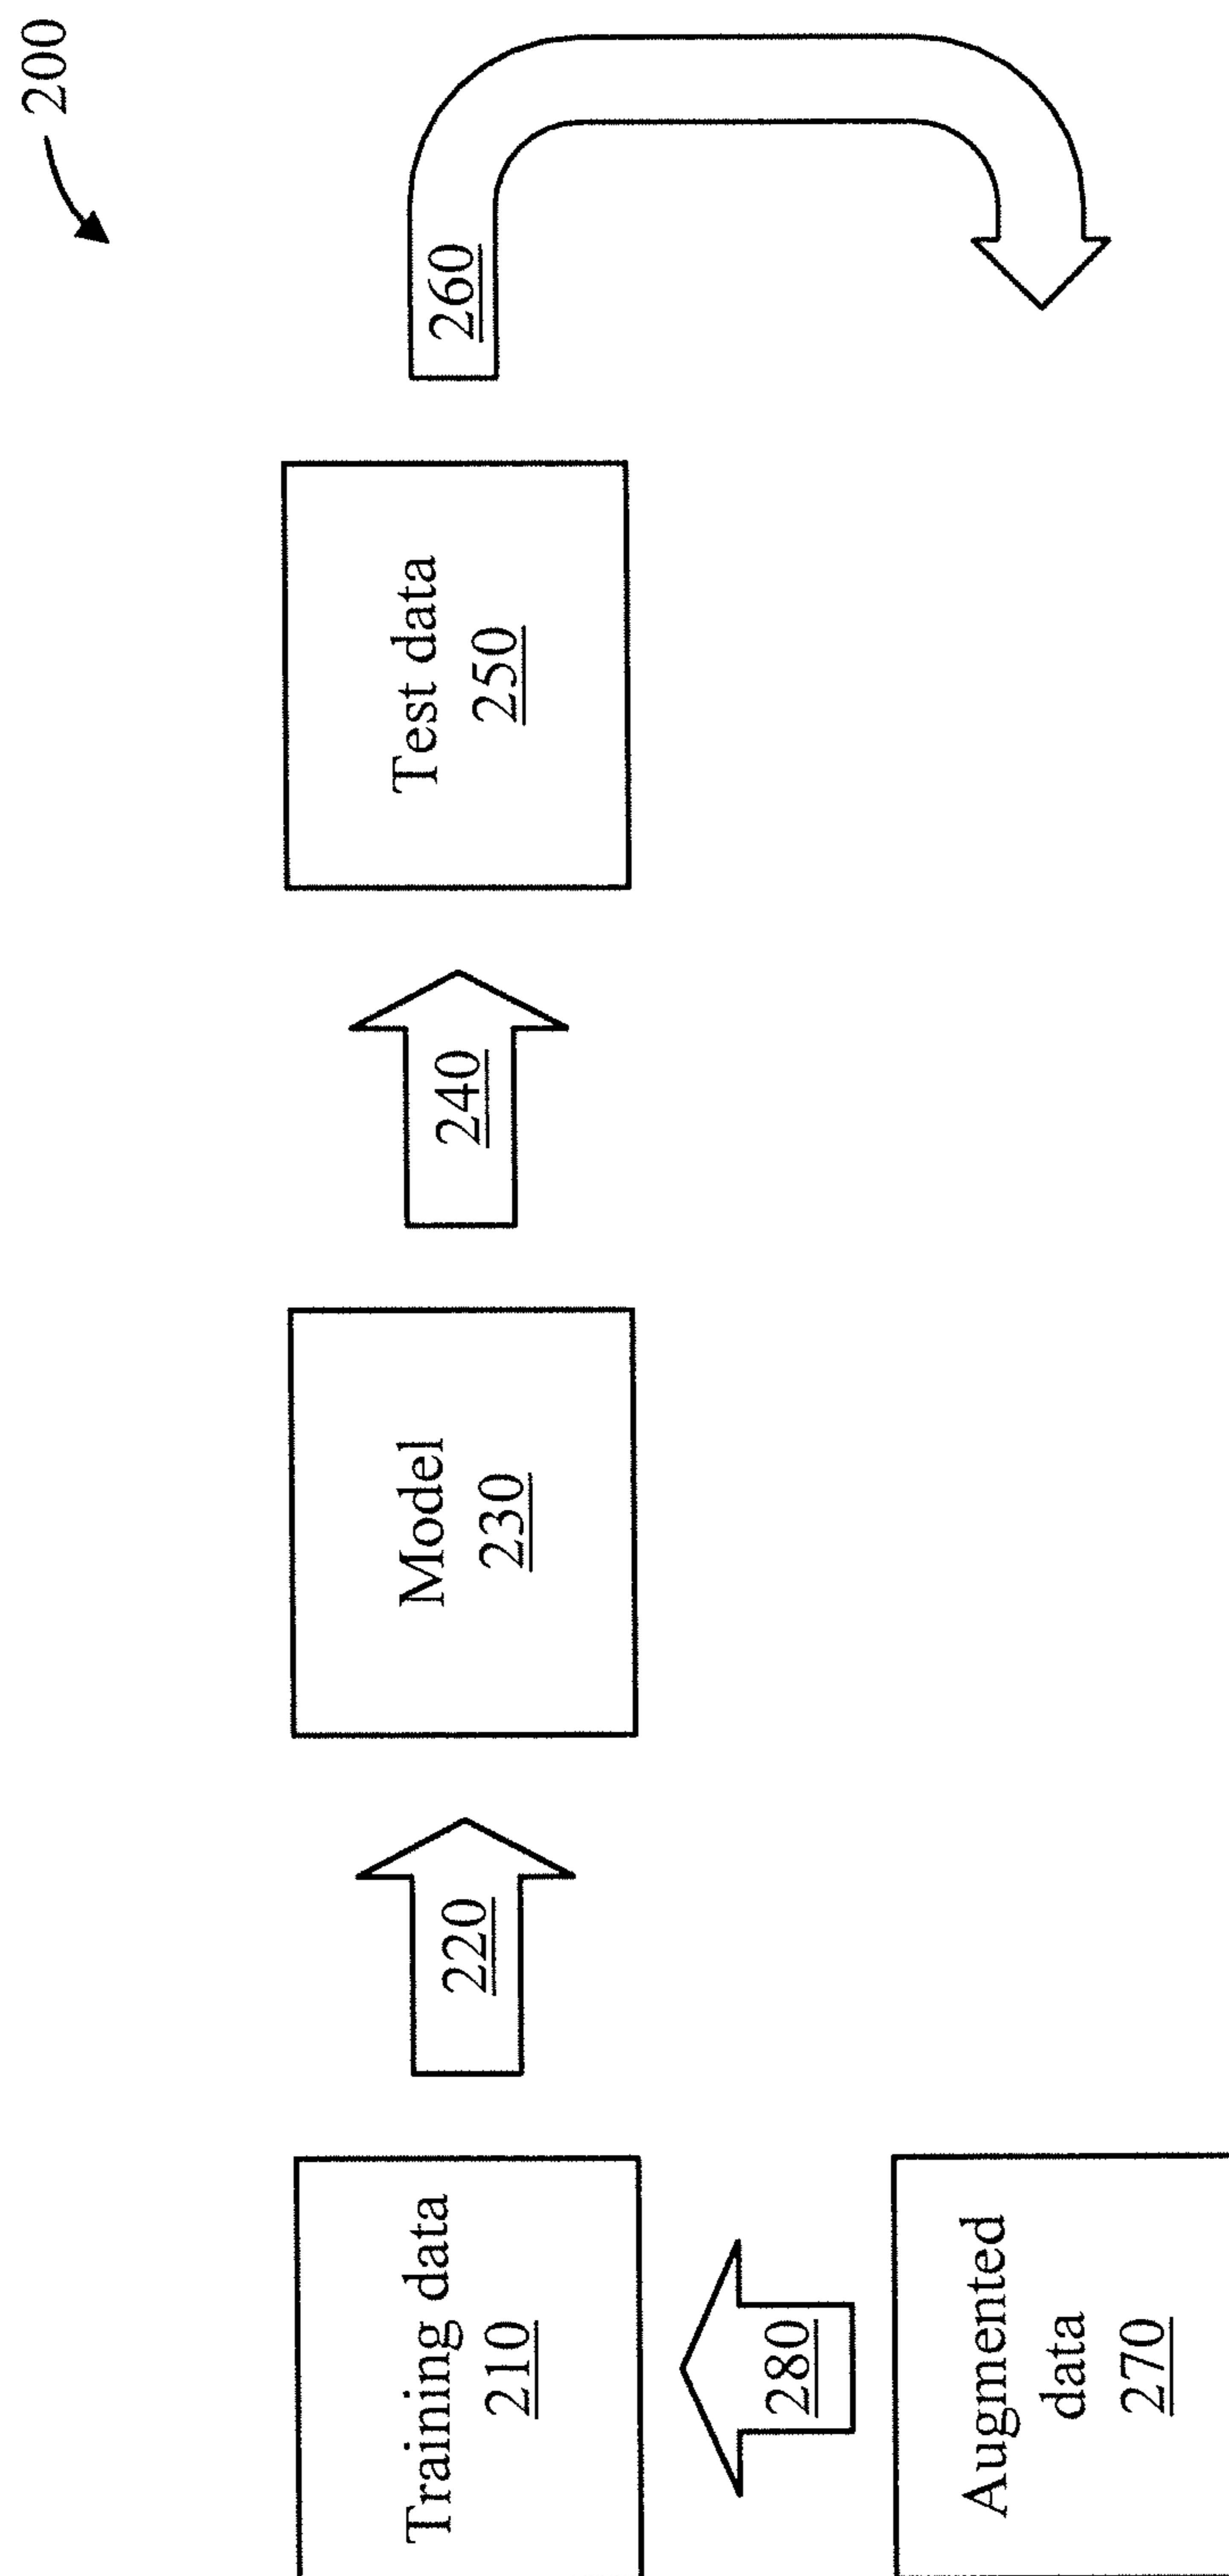 200
Training data
210
220
Model
230
240
Test data
250
260
Augmented
data
270
280